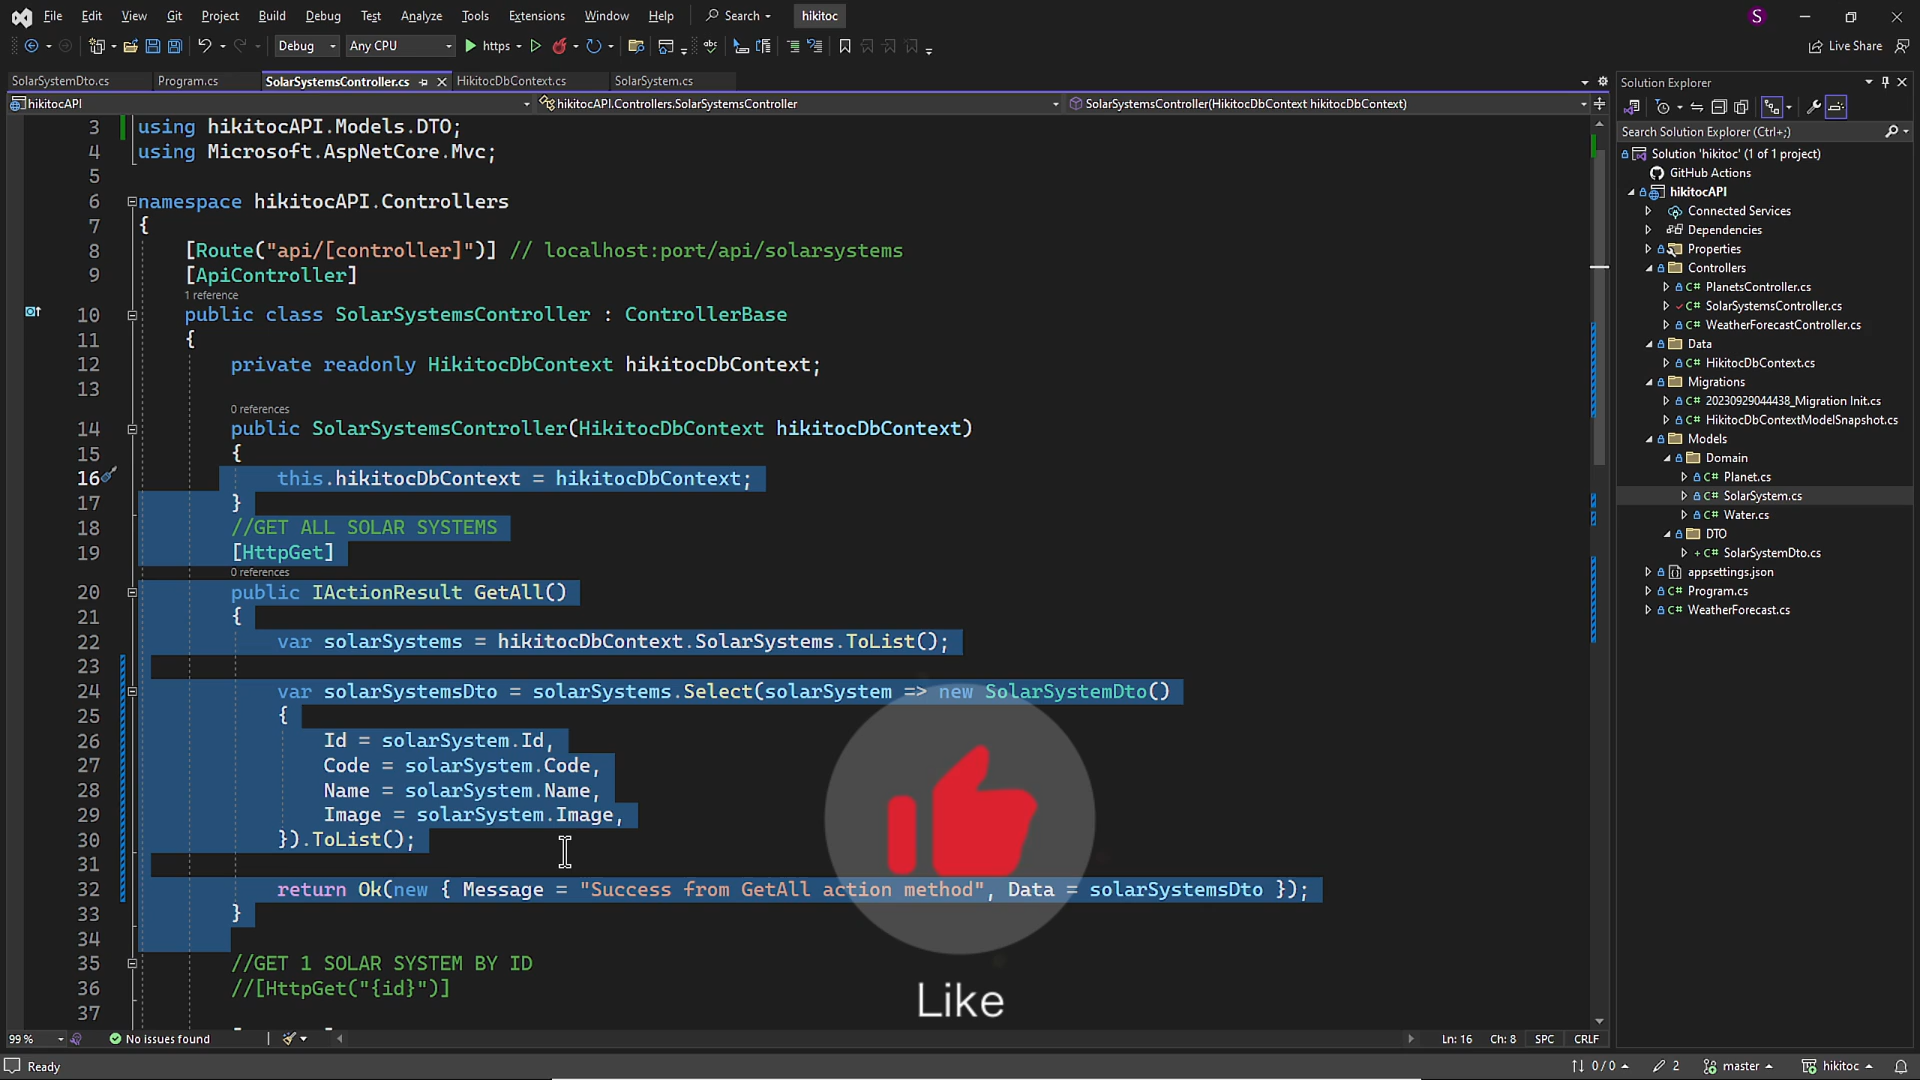 File Edit View Git Project Build Debug Test Analyze Tools Extensions Window Help Search hikitoc S
Debug Any CPU https Live Share
SolarSystemDto.cs Program.cs SolarSystemsController.cs HikitocDbContext.cs SolarSystem.cs
hikitocAPI hikitocAPI.Controllers.SolarSystemsController SolarSystemsController(HikitocDbContext hikitocDbContext)
3 using hikitocAPI.Models.DTO;
4 using Microsoft.AspNetCore.Mvc;
5
6 namespace hikitocAPI.Controllers
7 {
8 [Route("api/[controller]")] // localhost:port/api/solarsystems
9 [ApiController]
1 reference
10 public class SolarSystemsController : ControllerBase
11 {
12 private readonly HikitocDbContext hikitocDbContext;
13
0 references
14 public SolarSystemsController(HikitocDbContext hikitocDbContext)
15 {
16 this.hikitocDbContext = hikitocDbContext;
17 }
18 //GET ALL SOLAR SYSTEMS
19 [HttpGet]
0 references
20 public IActionResult GetAll()
21 {
22 var solarSystems = hikitocDbContext.SolarSystems.ToList();
23
24 var solarSystemsDto = solarSystems.Select(solarSystem => new SolarSystemDto()
25 {
26 Id = solarSystem.Id,
27 Code = solarSystem.Code,
28 Name = solarSystem.Name,
29 Image = solarSystem.Image,
30 }).ToList();
31
32 return Ok(new { Message = "Success from GetAll action method", Data = solarSystemsDto });
33 }
34
35 //GET 1 SOLAR SYSTEM BY ID
36 //[HttpGet("{id}")]
37
Like
99 % No issues found Ln: 16 Ch: 8 SPC CRLF
Ready 0 / 0 2 master hikitoc
Solution Explorer
Search Solution Explorer (Ctrl+;)
Solution 'hikitoc' (1 of 1 project)
GitHub Actions
hikitocAPI
Connected Services
Dependencies
Properties
Controllers
C# PlanetsController.cs
C# SolarSystemsController.cs
C# WeatherForecastController.cs
Data
C# HikitocDbContext.cs
Migrations
C# 20230929044438_Migration Init.cs
C# HikitocDbContextModelSnapshot.cs
Models
Domain
C# Planet.cs
C# SolarSystem.cs
C# Water.cs
DTO
C# SolarSystemDto.cs
appsettings.json
C# Program.cs
C# WeatherForecast.cs